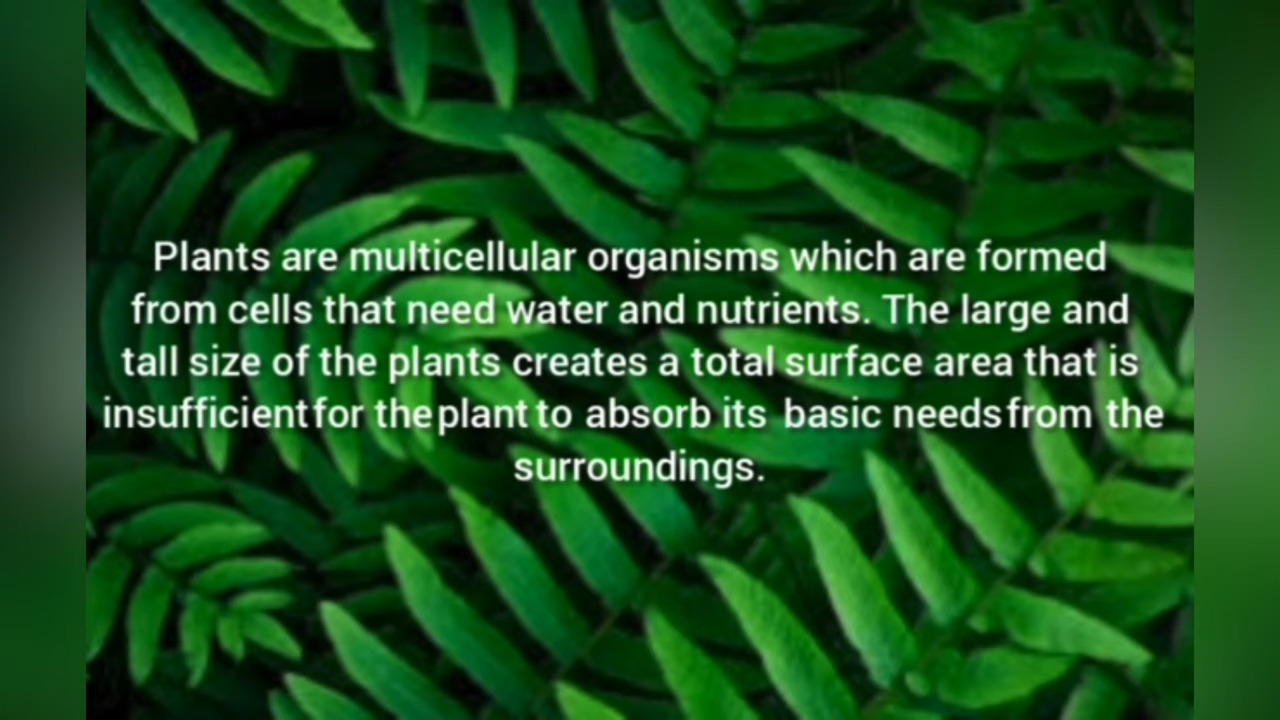 Plants are multicellular organisms which are formed
from cells that need water and nutrients. The large and
tall size of the plants creates a total surface area that is
insufficient for the plant to absorb its basic needs from the
surroundings.